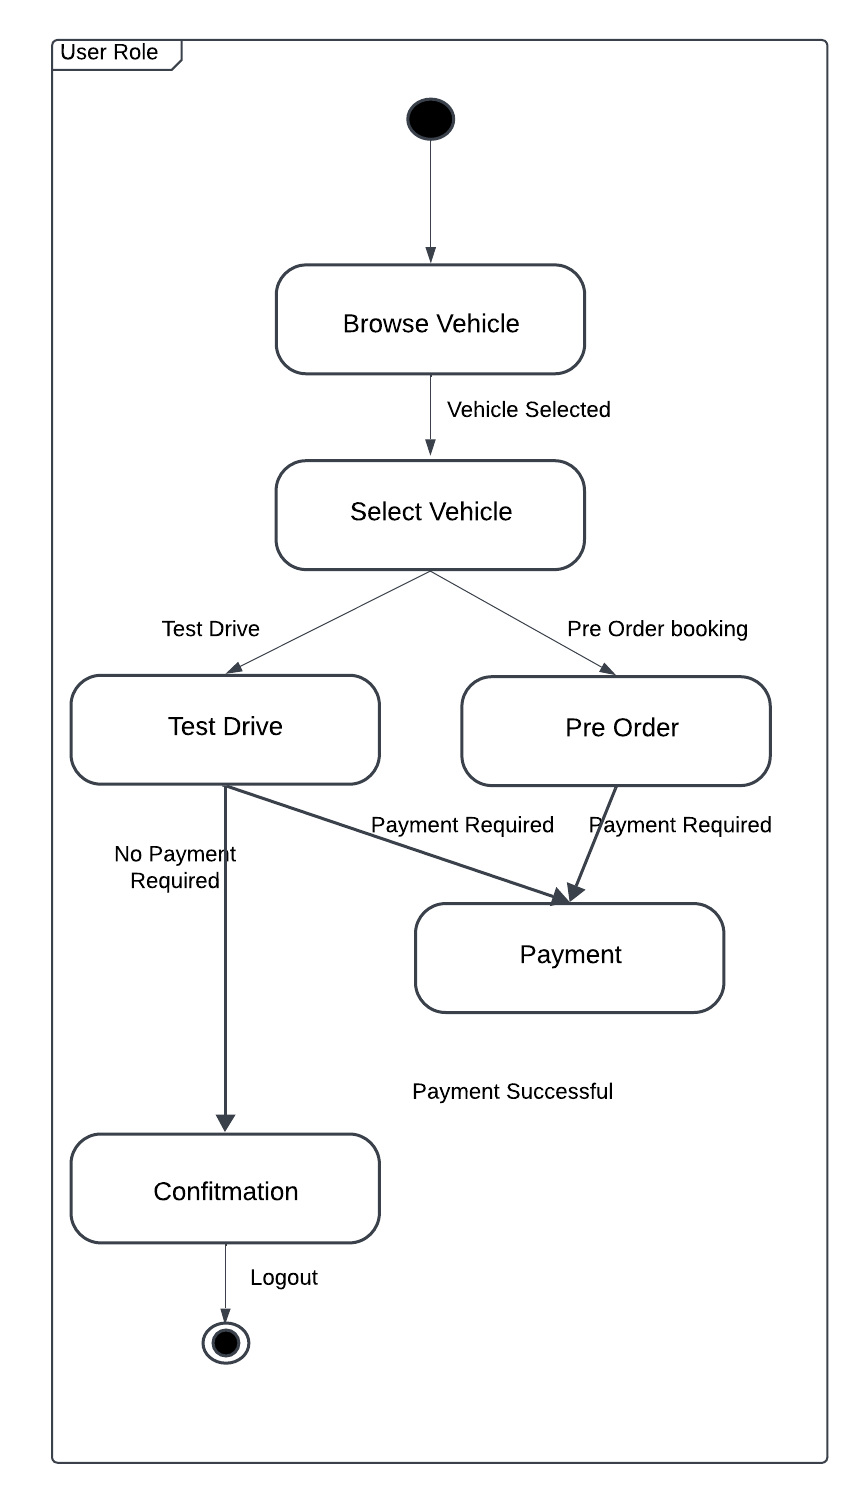 User Role
Browse Vehicle
Vehicle Selected
Select Vehicle
Test Drive
Pre Order booking
Test Drive
Pre Order
Payment Required
Payment Required
No Payment
Required
Payment
Payment Successful
Confitmation
Logout